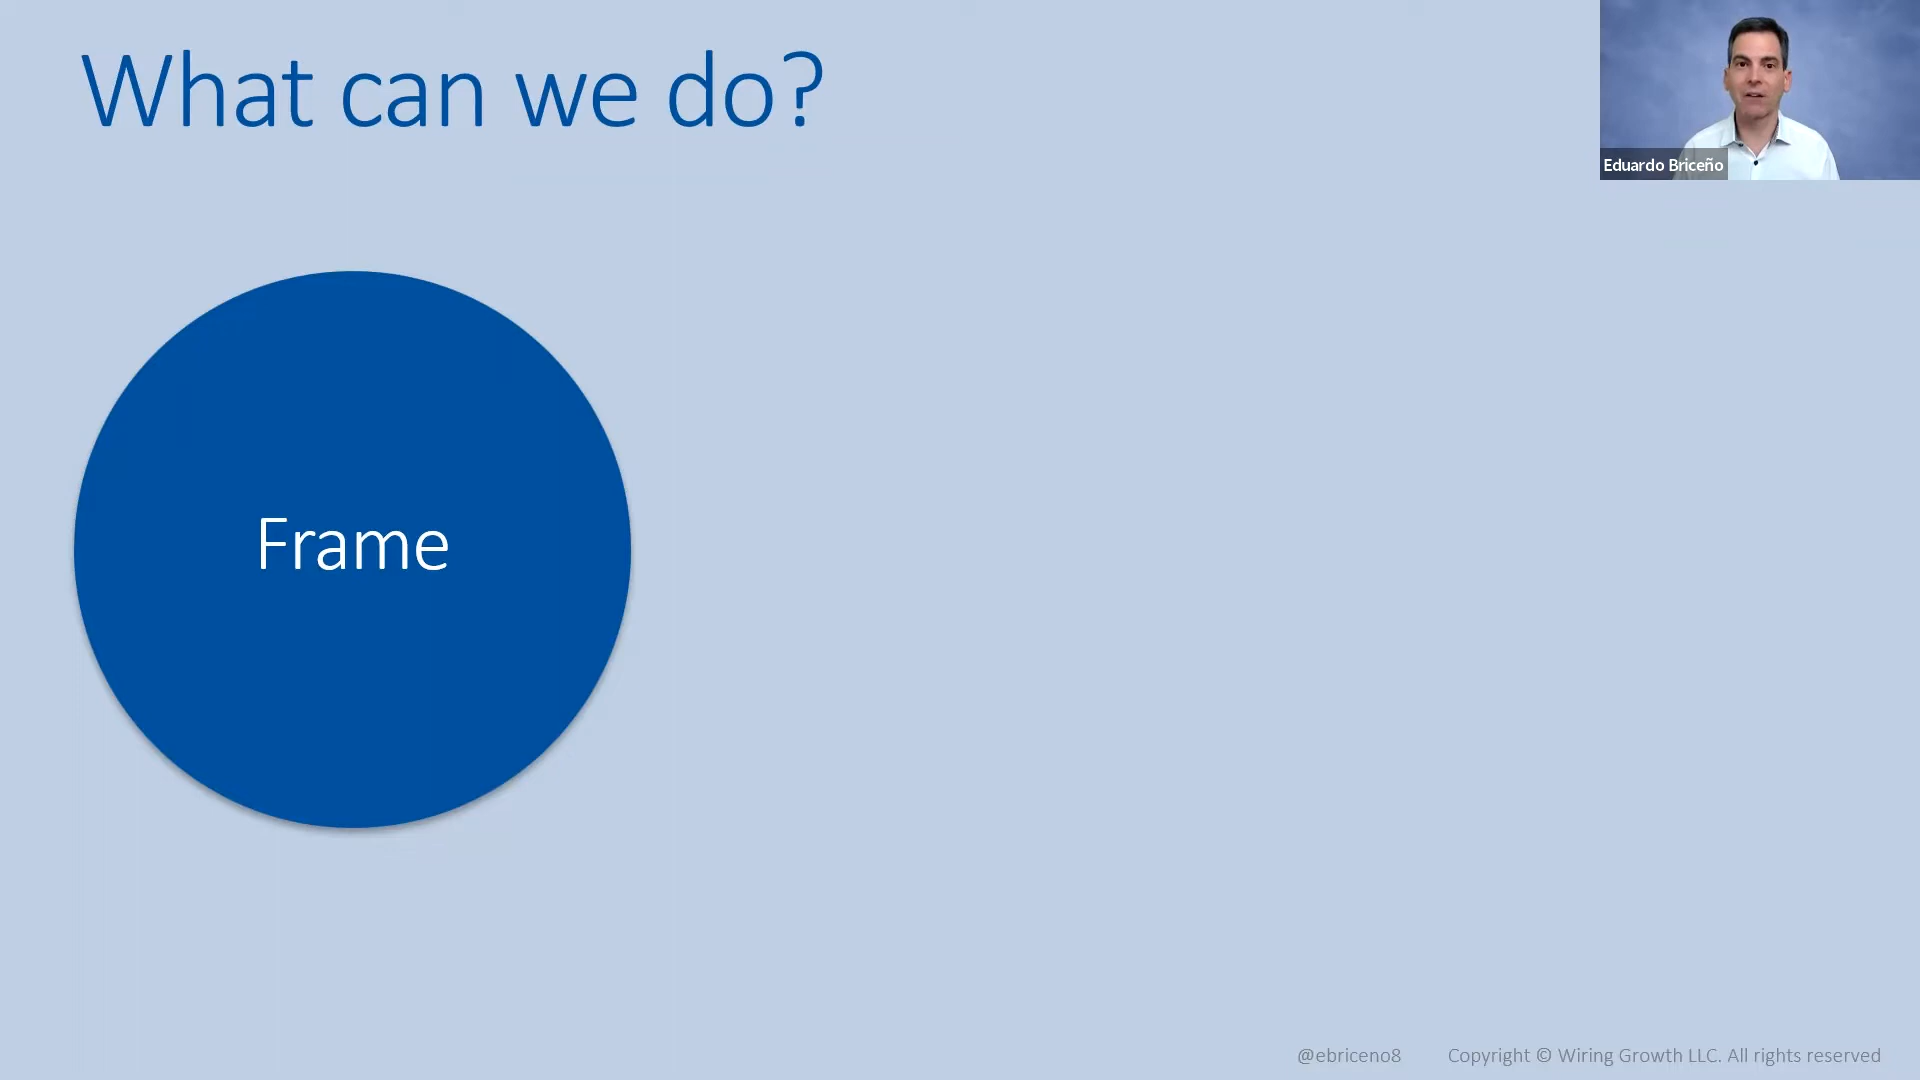 What can we do?
Eduardo Briceño
Frame
@ebriceno8
Copyright © Wiring Growth LLC. All rights reserved